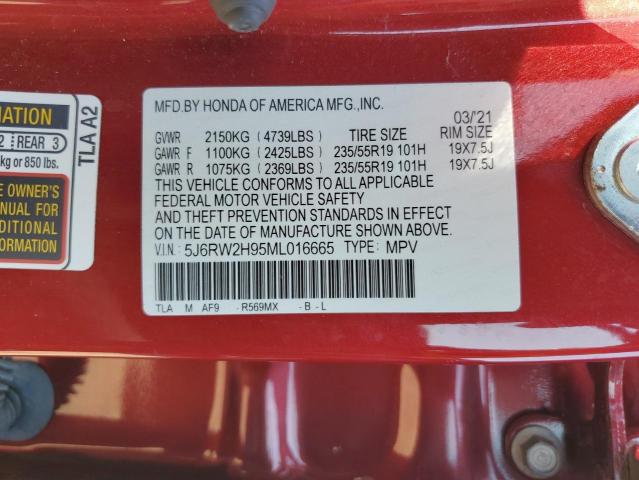 MFD.BY HONDA OF AMERICA MFG.,INC.
03/'21
GVWR 2150KG (4739LBS) TIRE SIZE RIM SIZE
GAWR F 1100KG (2425LBS) 235/55R19 101H 19X7.5J
GAWR R 1075KG (2369LBS) 235/55R19 101H 19X7.5J
THIS VEHICLE CONFORMS TO ALL APPLICABLE
FEDERAL MOTOR VEHICLE SAFETY
AND THEFT PREVENTION STANDARDS IN EFFECT
ON THE DATE OF MANUFACTURE SHOWN ABOVE.
V.I.N.: 5J6RW2H95ML016665 TYPE: MPV
TLA M AF9 - R569MX - B - L
MATION
2 REAR 3
kg or 850 lbs.
E OWNER'S
ANUAL FOR
DDITIONAL
ORMATION
TLA A2